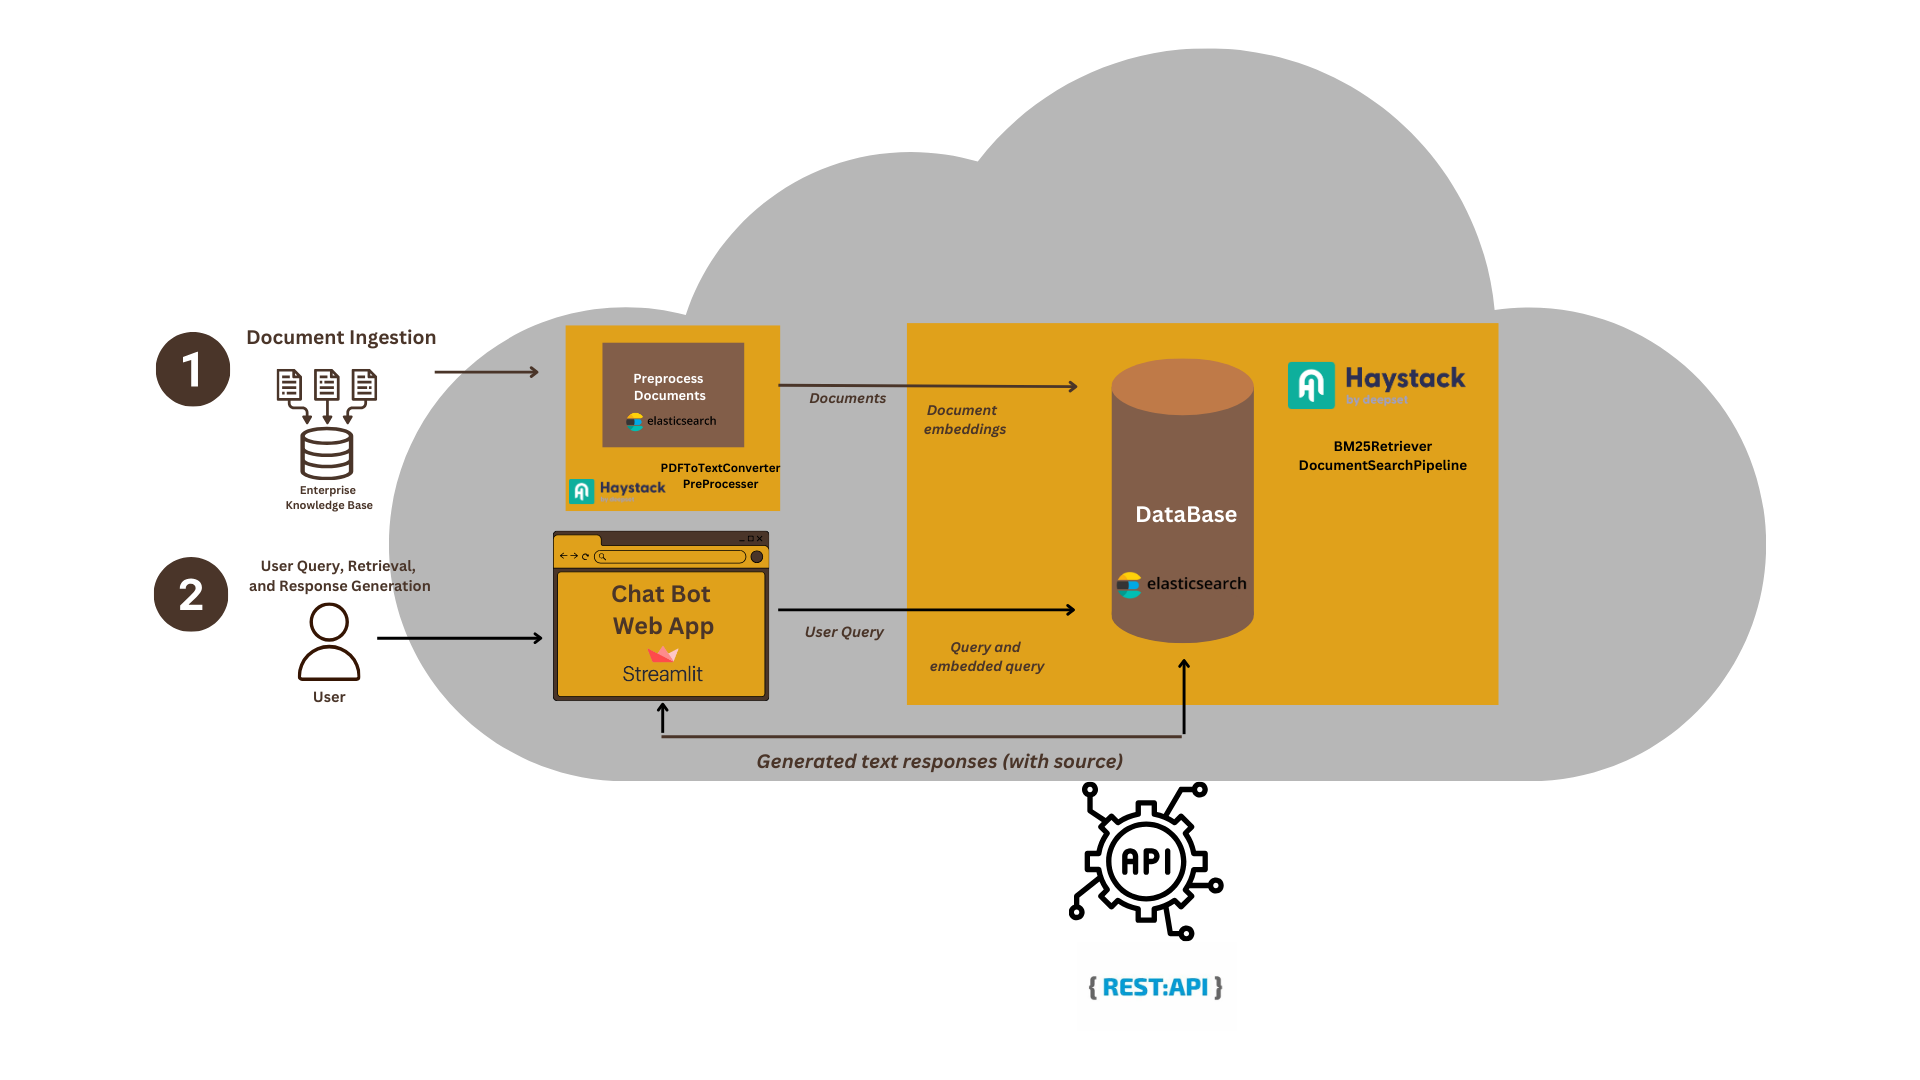 1
Document Ingestion
Enterprise
Knowledge Base
Preprocess
Documents
elasticsearch
PDFToTextConverter
PreProcesser
Haystack
Documents
Document
embeddings
DataBase
elasticsearch
Haystack
by deepset
BM25Retriever
DocumentSearchPipeline
2
User Query, Retrieval,
and Response Generation
User
Chat Bot
Web App
Streamlit
User Query
Query and
embedded query
Generated text responses (with source)
API
{ REST:API }